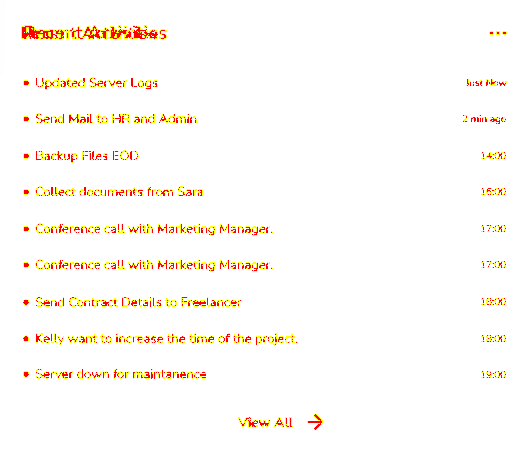 Recent Activities
Updated Server Logs Just Now
Send Mail to HR and Admin 2 min ago
Backup Files EOD 14:00
Collect documents from Sara 16:00
Conference call with Marketing Manager. 17:00
Conference call with Marketing Manager. 17:00
Send Contract Details to Freelancer 18:00
Kelly want to increase the time of the project. 18:00
Server down for maintanence 19:00
View All